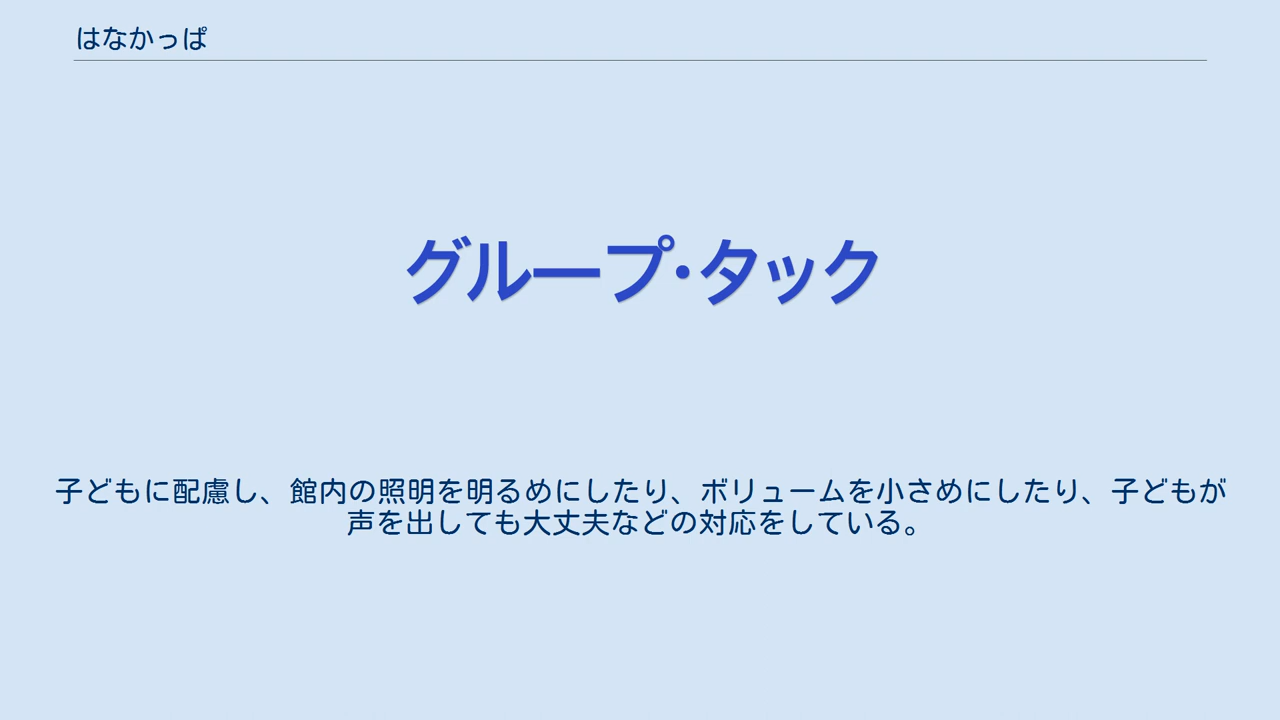 はなかっぱ
グループ・タック
子どもに配慮し、館内の照明を明るめにしたり、ボリュームを小さめにしたり、子どもが
声を出しても大丈夫などの対応をしている。